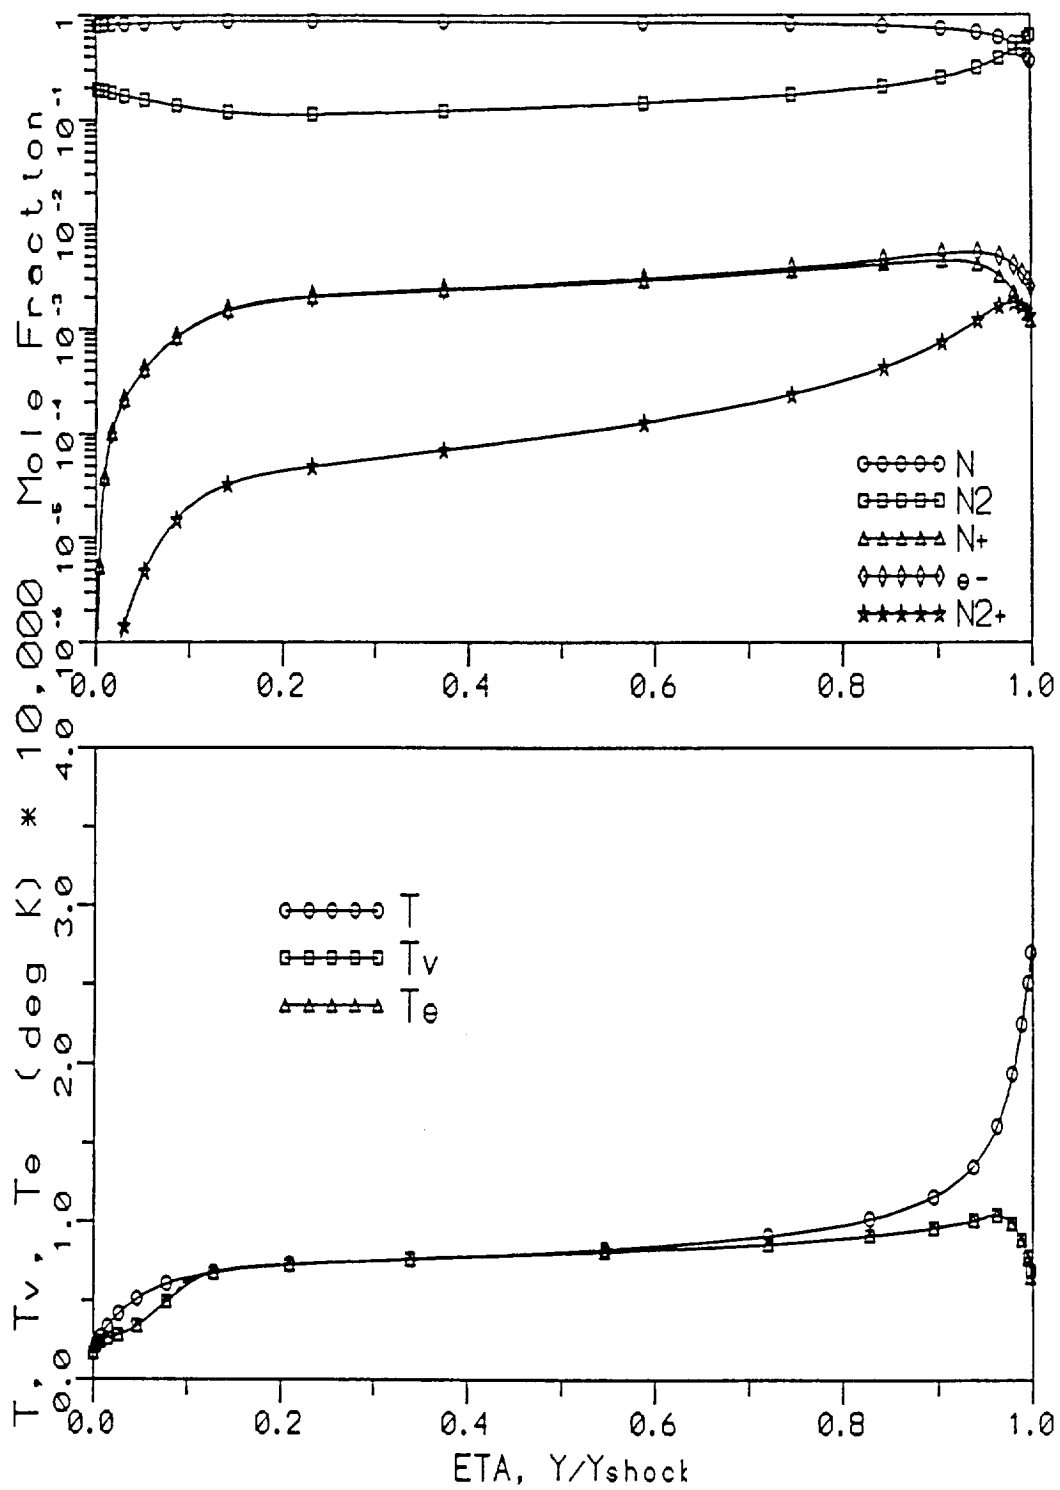 Mole Fraction
1
10-1
10-2
10-3
10-4
10-5
10-6
N
N2
N+
e-
N2+
0.0 0.2 0.4 0.6 0.8 1.0
T, Tv, Te (deg K) * 10,000
4.0
3.0
2.0
1.0
0.0
T
Tv
Te
0.0 0.2 0.4 0.6 0.8 1.0
ETA, Y/Yshock